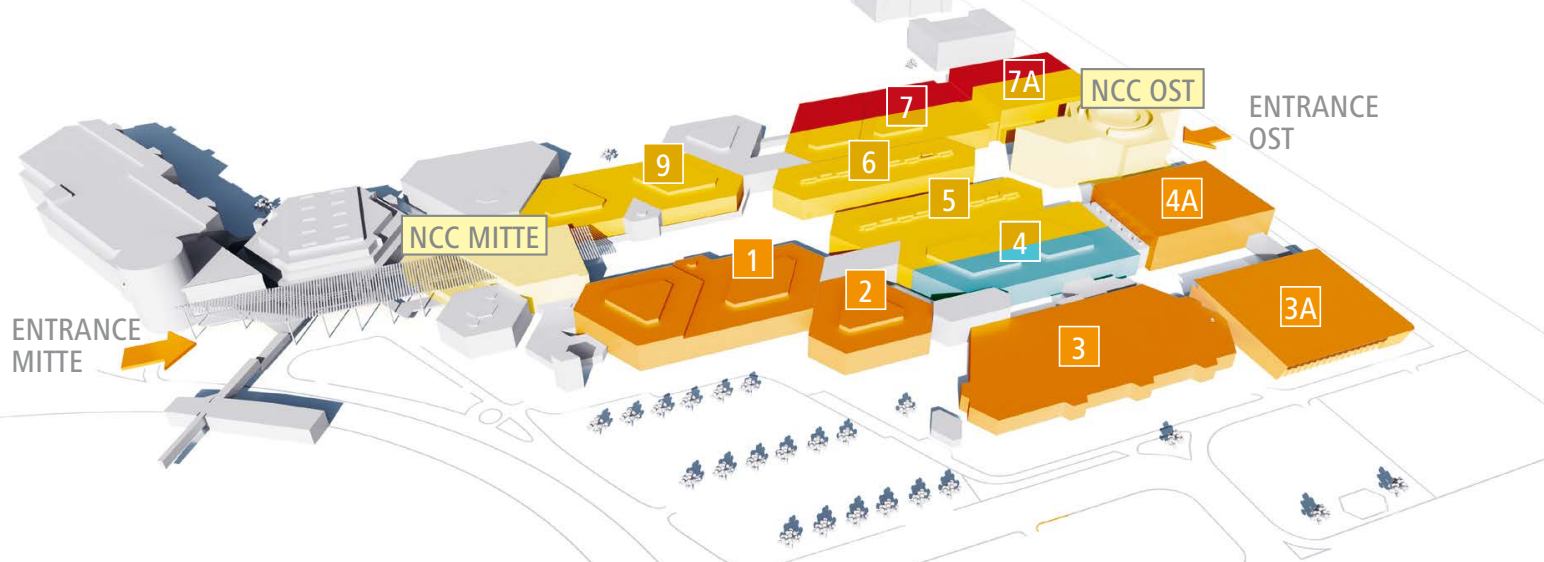 7A
NCC OST
ENTRANCE
OST
7
6
9
5
4A
4
NCC MITTE
1
2
3A
3
ENTRANCE
MITTE